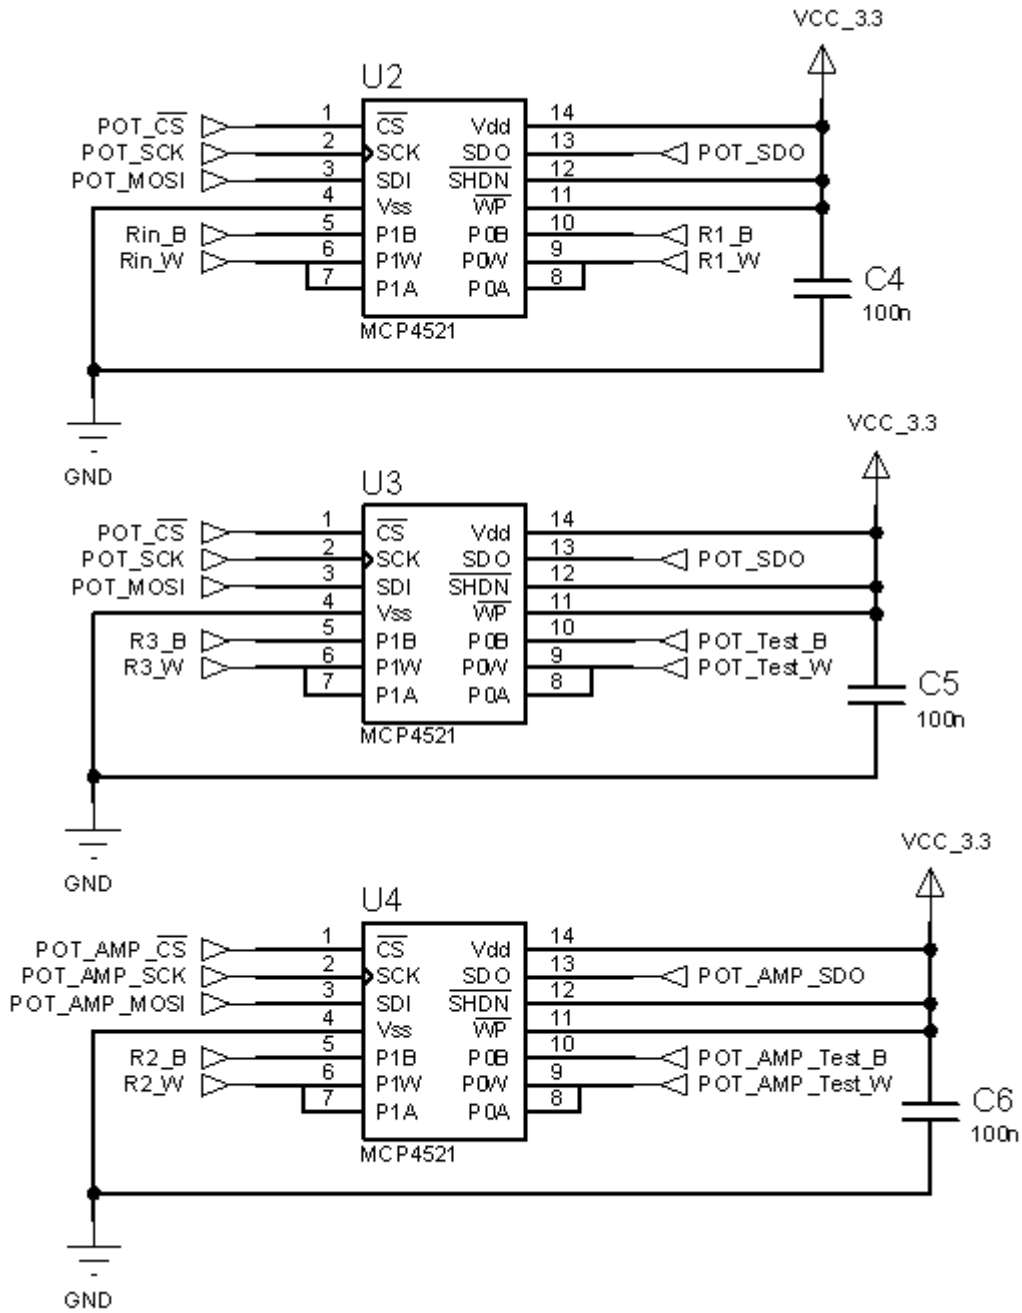 VCC_3.3
U2
POT_CS 1 CS Vdd 14
POT_SCK 2 SCK SDO 13 POT_SDO
POT_MOSI 3 SDI SHDN 12
4 Vss WP 11
Rin_B 5 P1B P0B 10 R1_B
Rin_W 6 P1W P0W 9 R1_W
7 P1A P0A 8
C4
100n
MCP4521
GND
VCC_3.3
U3
POT_CS 1 CS Vdd 14
POT_SCK 2 SCK SDO 13 POT_SDO
POT_MOSI 3 SDI SHDN 12
4 Vss WP 11
R3_B 5 P1B P0B 10 POT_Test_B
R3_W 6 P1W P0W 9 POT_Test_W
7 P1A P0A 8
C5
100n
MCP4521
GND
VCC_3.3
U4
POT_AMP_CS 1 CS Vdd 14
POT_AMP_SCK 2 SCK SDO 13 POT_AMP_SDO
POT_AMP_MOSI 3 SDI SHDN 12
4 Vss WP 11
R2_B 5 P1B P0B 10 POT_AMP_Test_B
R2_W 6 P1W P0W 9 POT_AMP_Test_W
7 P1A P0A 8
C6
100n
MCP4521
GND